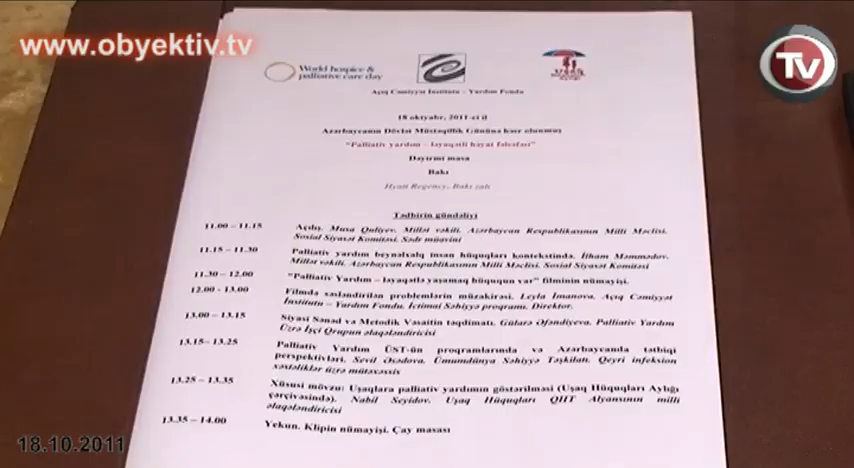 www.obyektiv.tv
TV
World hospice &
palliative care day
Açıq Cəmiyyət İnstitutu – Yardım Fondu
18 oktyabr, 2011-ci il
Azərbaycanın Dövlət Müstəqillik Gününə həsr olunmuş
"Palliativ yardım – ləyaqətli həyat fəlsəfəsi"
Dəyirmi masa
Bakı
Hyatt Regency, Bakı zalı
Tədbirin gündəliyi
11.00 – 11.15 Açılış. Musa Quliyev. Millət vəkili. Azərbaycan Respublikasının Milli Məclisi.
Sosial Siyasət Komitəsi. Sədr müavini
11.15 – 11.30 Palliativ yardım beynəlxalq insan hüquqları kontekstində. İlham Məmmədov.
Millət vəkili. Azərbaycan Respublikasının Milli Məclisi. Sosial Siyasət Komitəsi
11.30 – 12.00 "Palliativ Yardım – ləyaqətlə yaşamaq hüququn var" filminin nümayişi.
12.00 - 13.00 Filmdə səsləndirilən problemlərin müzakirəsi. Leyla İmanova. Açıq Cəmiyyət
İnstitutu – Yardım Fondu. İctimai Səhiyyə proqramı. Direktor.
13.00 – 13.15 Siyasi Sənəd və Metodik Vəsaitin təqdimatı. Gülarə Əfəndiyeva. Palliativ Yardım
Üzrə İşçi Qrupun əlaqələndiricisi
13.15– 13.25 Palliativ Yardım ÜST-ün proqramlarında və Azərbaycanda tətbiqi
perspektivləri. Sevil Əsədova. Ümumdünya Səhiyyə Təşkilatı. Qeyri infeksion
xəstəliklər üzrə mütəxəssis
13.25 – 13.35 Xüsusi mövzu: Uşaqlara palliativ yardımın göstərilməsi (Uşaq Hüquqları Aylığı
çərçivəsində). Nabil Seyidov. Uşaq Hüquqları QHT Alyansının milli
əlaqələndiricisi
13.35 – 14.00 Yekun. Klipin nümayişi. Çay masası
18.10.2011